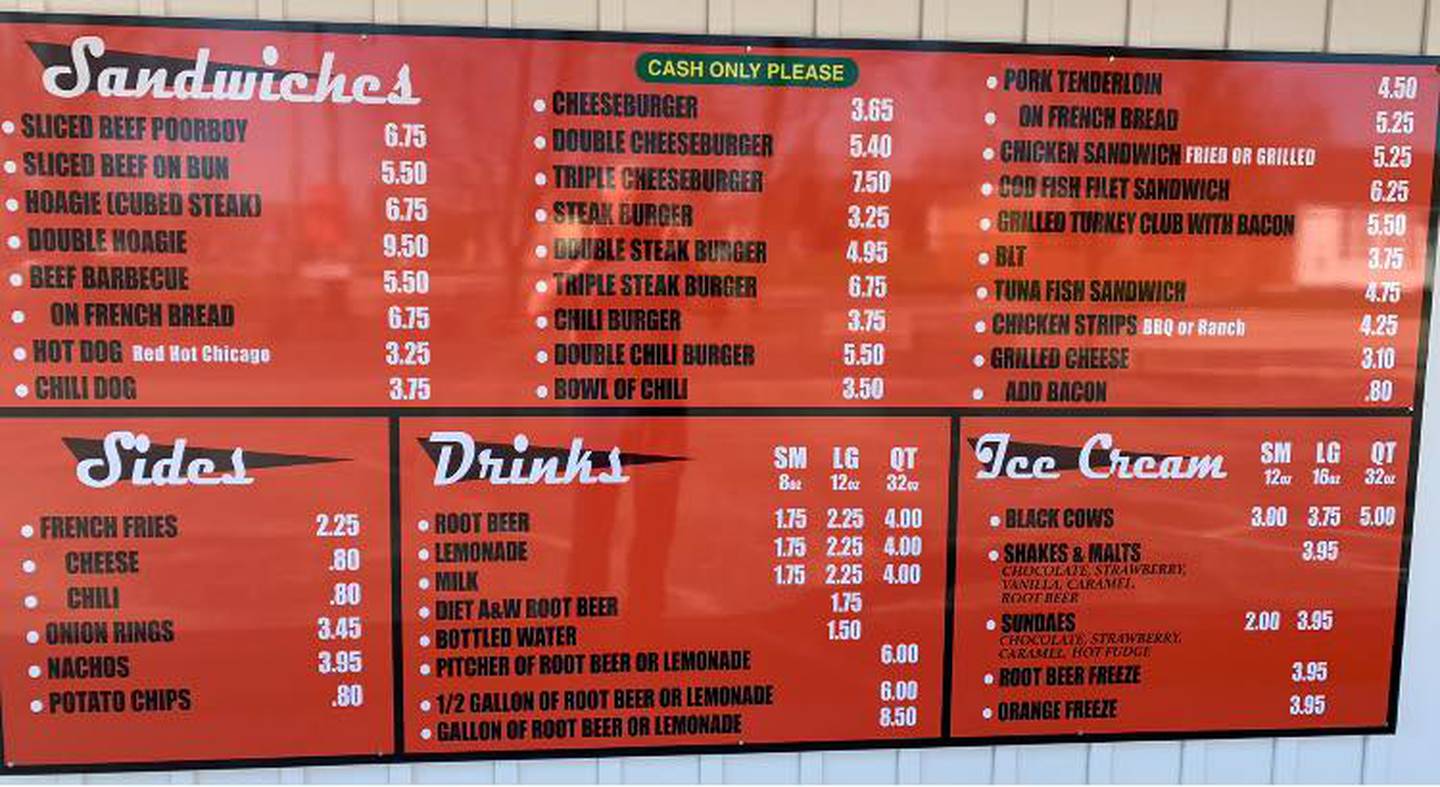 Sandwiches
• SLICED BEEF POORBOY 6.75
• SLICED BEEF ON BUN 5.50
• HOAGIE (CUBED STEAK) 6.75
• DOUBLE HOAGIE 9.50
• BEEF BARBECUE 5.50
• ON FRENCH BREAD 6.75
• HOT DOG Red Hot Chicago 3.25
• CHILI DOG 3.75
CASH ONLY PLEASE
• CHEESEBURGER 3.65
• DOUBLE CHEESEBURGER 5.40
• TRIPLE CHEESEBURGER 7.50
• STEAK BURGER 3.25
• DOUBLE STEAK BURGER 4.95
• TRIPLE STEAK BURGER 6.75
• CHILI BURGER 3.75
• DOUBLE CHILI BURGER 5.50
• BOWL OF CHILI 3.50
• PORK TENDERLOIN 4.50
• ON FRENCH BREAD 5.25
• CHICKEN SANDWICH FRIED OR GRILLED 5.25
• COD FISH FILET SANDWICH 6.25
• GRILLED TURKEY CLUB WITH BACON 5.50
• BLT 3.75
• TUNA FISH SANDWICH 4.75
• CHICKEN STRIPS BBQ or Ranch 4.25
• GRILLED CHEESE 3.10
• ADD BACON .80
Sides
• FRENCH FRIES 2.25
• CHEESE .80
• CHILI .80
• ONION RINGS 3.45
• NACHOS 3.95
• POTATO CHIPS .80
Drinks SM LG QT
8oz 12oz 32oz
• ROOT BEER 1.75 2.25 4.00
• LEMONADE 1.75 2.25 4.00
• MILK 1.75 2.25 4.00
• DIET A&W ROOT BEER 1.75
• BOTTLED WATER 1.50
• PITCHER OF ROOT BEER OR LEMONADE 6.00
• 1/2 GALLON OF ROOT BEER OR LEMONADE 6.00
• GALLON OF ROOT BEER OR LEMONADE 8.50
Ice Cream SM LG QT
12oz 16oz 32oz
• BLACK COWS 3.00 3.75 5.00
• SHAKES & MALTS 3.95
CHOCOLATE, STRAWBERRY,
VANILLA, CARAMEL,
ROOT BEER
• SUNDAES 2.00 3.95
CHOCOLATE, STRAWBERRY,
CARAMEL, HOT FUDGE
• ROOT BEER FREEZE 3.95
• ORANGE FREEZE 3.95